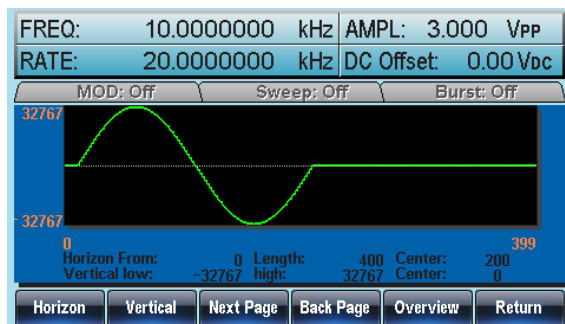 FREQ: 10.0000000 kHz AMPL: 3.000 VPP
RATE: 20.0000000 kHz DC Offset: 0.00 VDC
MOD: Off Sweep: Off Burst: Off
32767
- 32767
0 399
Horizon From: 0 Length: 400 Center: 200
Vertical low: -32767 high: 32767 Center: 0
Horizon Vertical Next Page Back Page Overview Return